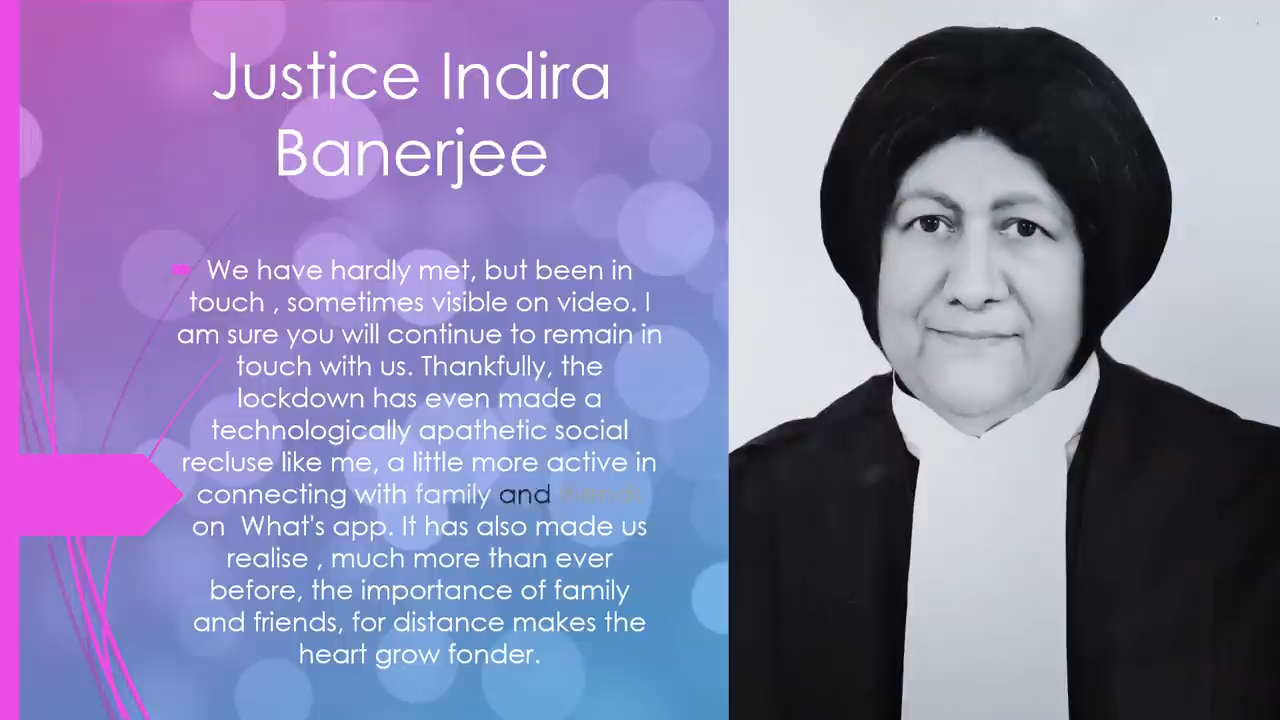 Justice Indira
Banerjee
We have hardly met, but been in
touch , sometimes visible on video. I
am sure you will continue to remain in
touch with us. Thankfully, the
lockdown has even made a
technologically apathetic social
recluse like me, a little more active in
connecting with family and friends
on What's app. It has also made us
realise , much more than ever
before, the importance of family
and friends, for distance makes the
heart grow fonder.